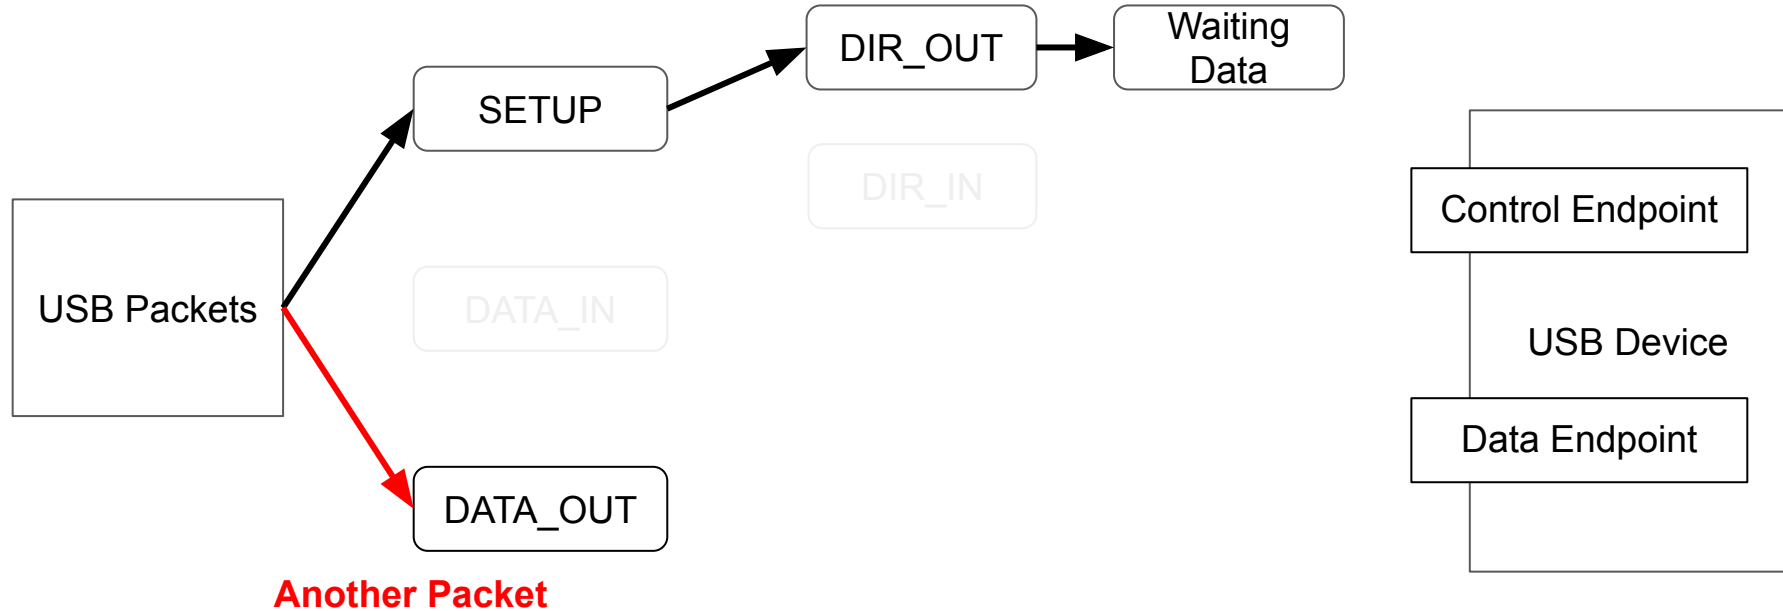 USB Packets
SETUP
DATA_IN
DATA_OUT
Another Packet
DIR_OUT
DIR_IN
Waiting
Data
Control Endpoint
USB Device
Data Endpoint